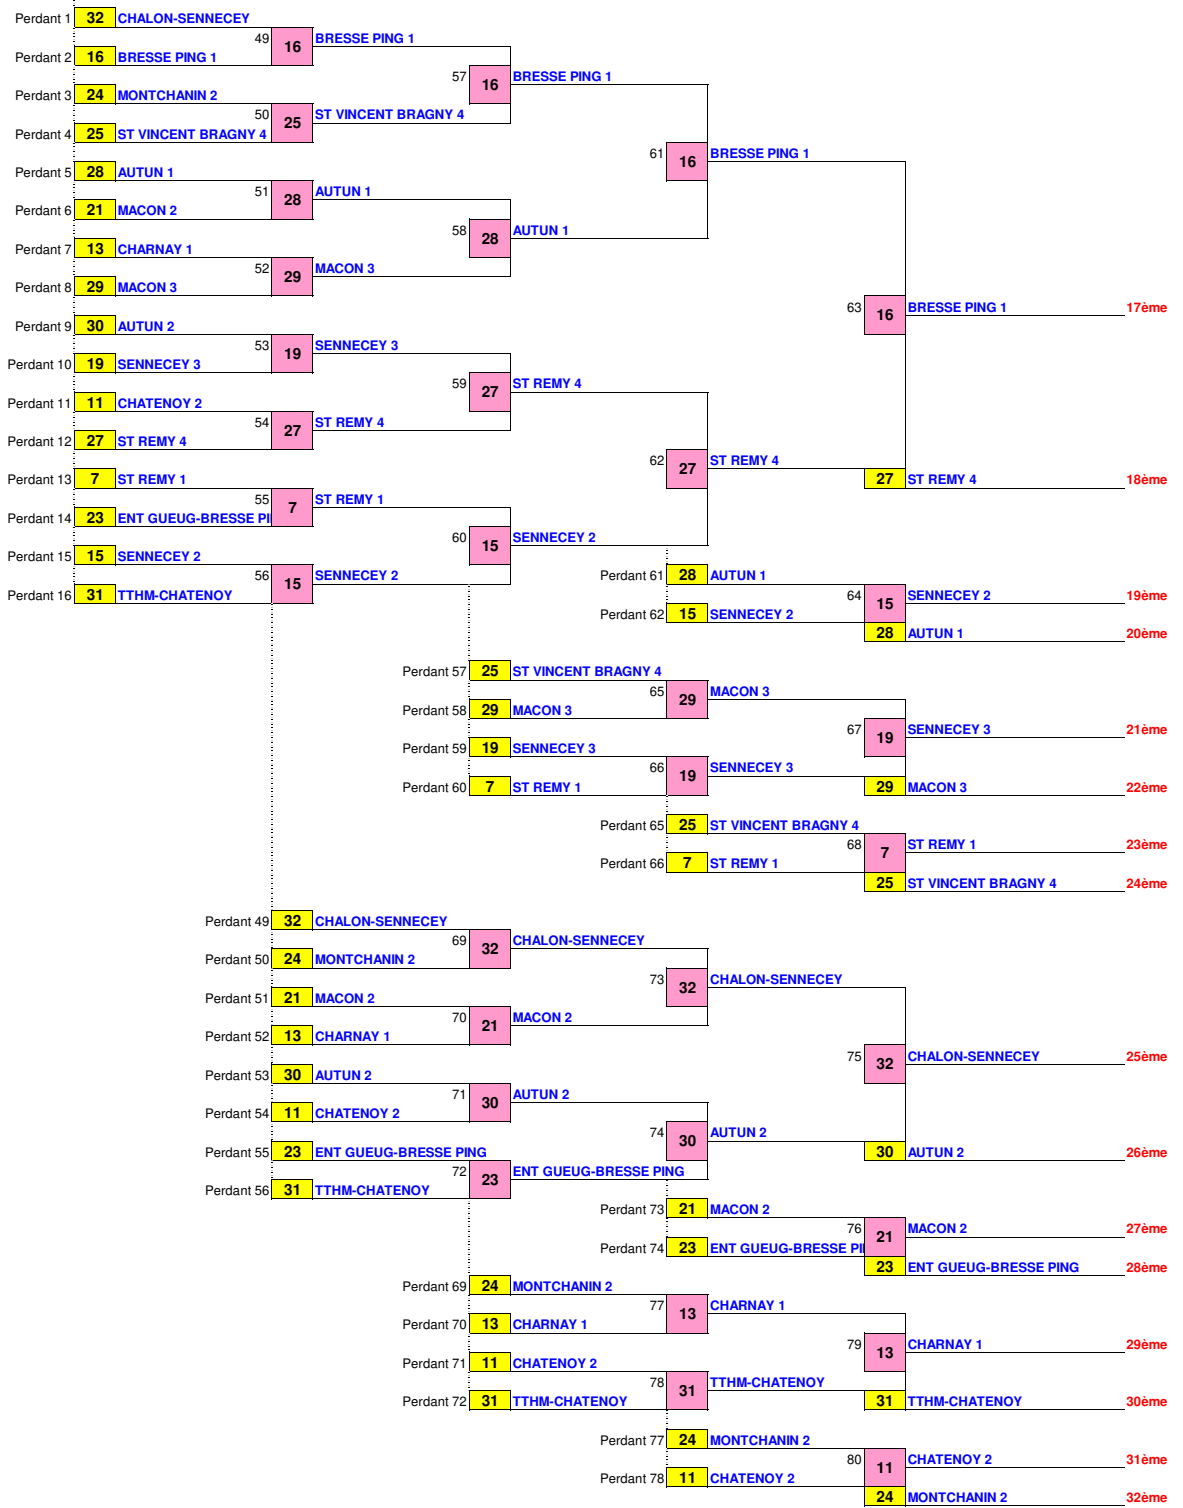 Perdant 1 32 CHALON-SENNECEY
49 16 BRESSE PING 1
Perdant 2 16 BRESSE PING 1
57 16 BRESSE PING 1
Perdant 3 24 MONTCHANIN 2
50 25 ST VINCENT BRAGNY 4
Perdant 4 25 ST VINCENT BRAGNY 4
61 16 BRESSE PING 1
Perdant 5 28 AUTUN 1
51 28 AUTUN 1
Perdant 6 21 MACON 2
58 28 AUTUN 1
Perdant 7 13 CHARNAY 1
52 29 MACON 3
Perdant 8 29 MACON 3
63 16 BRESSE PING 1 17ème
Perdant 9 30 AUTUN 2
53 19 SENNECEY 3
Perdant 10 19 SENNECEY 3
59 27 ST REMY 4
Perdant 11 11 CHATENOY 2
54 27 ST REMY 4
Perdant 12 27 ST REMY 4
62 27 ST REMY 4
Perdant 13 7 ST REMY 1
27 ST REMY 4 18ème
55 7 ST REMY 1
Perdant 14 23 ENT GUEUG-BRESSE PI
60 15 SENNECEY 2
Perdant 15 15 SENNECEY 2
56 15 SENNECEY 2
Perdant 61 28 AUTUN 1
Perdant 16 31 TTHM-CHATENOY
64 15 SENNECEY 2 19ème
Perdant 62 15 SENNECEY 2
28 AUTUN 1 20ème
Perdant 57 25 ST VINCENT BRAGNY 4
65 29 MACON 3
Perdant 58 29 MACON 3
67 19 SENNECEY 3 21ème
Perdant 59 19 SENNECEY 3
66 19 SENNECEY 3
Perdant 60 7 ST REMY 1
29 MACON 3 22ème
Perdant 65 25 ST VINCENT BRAGNY 4
68 7 ST REMY 1 23ème
Perdant 66 7 ST REMY 1
25 ST VINCENT BRAGNY 4 24ème
Perdant 49 32 CHALON-SENNECEY
69 32 CHALON-SENNECEY
Perdant 50 24 MONTCHANIN 2
73 32 CHALON-SENNECEY
Perdant 51 21 MACON 2
70 21 MACON 2
Perdant 52 13 CHARNAY 1
75 32 CHALON-SENNECEY 25ème
Perdant 53 30 AUTUN 2
71 30 AUTUN 2
Perdant 54 11 CHATENOY 2
74 30 AUTUN 2
Perdant 55 23 ENT GUEUG-BRESSE PING
30 AUTUN 2 26ème
72 23 ENT GUEUG-BRESSE PING
Perdant 56 31 TTHM-CHATENOY
Perdant 73 21 MACON 2
76 21 MACON 2 27ème
Perdant 74 23 ENT GUEUG-BRESSE PI
23 ENT GUEUG-BRESSE PING 28ème
Perdant 69 24 MONTCHANIN 2
77 13 CHARNAY 1
Perdant 70 13 CHARNAY 1
79 13 CHARNAY 1 29ème
Perdant 71 11 CHATENOY 2
78 31 TTHM-CHATENOY
Perdant 72 31 TTHM-CHATENOY
31 TTHM-CHATENOY 30ème
Perdant 77 24 MONTCHANIN 2
80 11 CHATENOY 2 31ème
Perdant 78 11 CHATENOY 2
24 MONTCHANIN 2 32ème